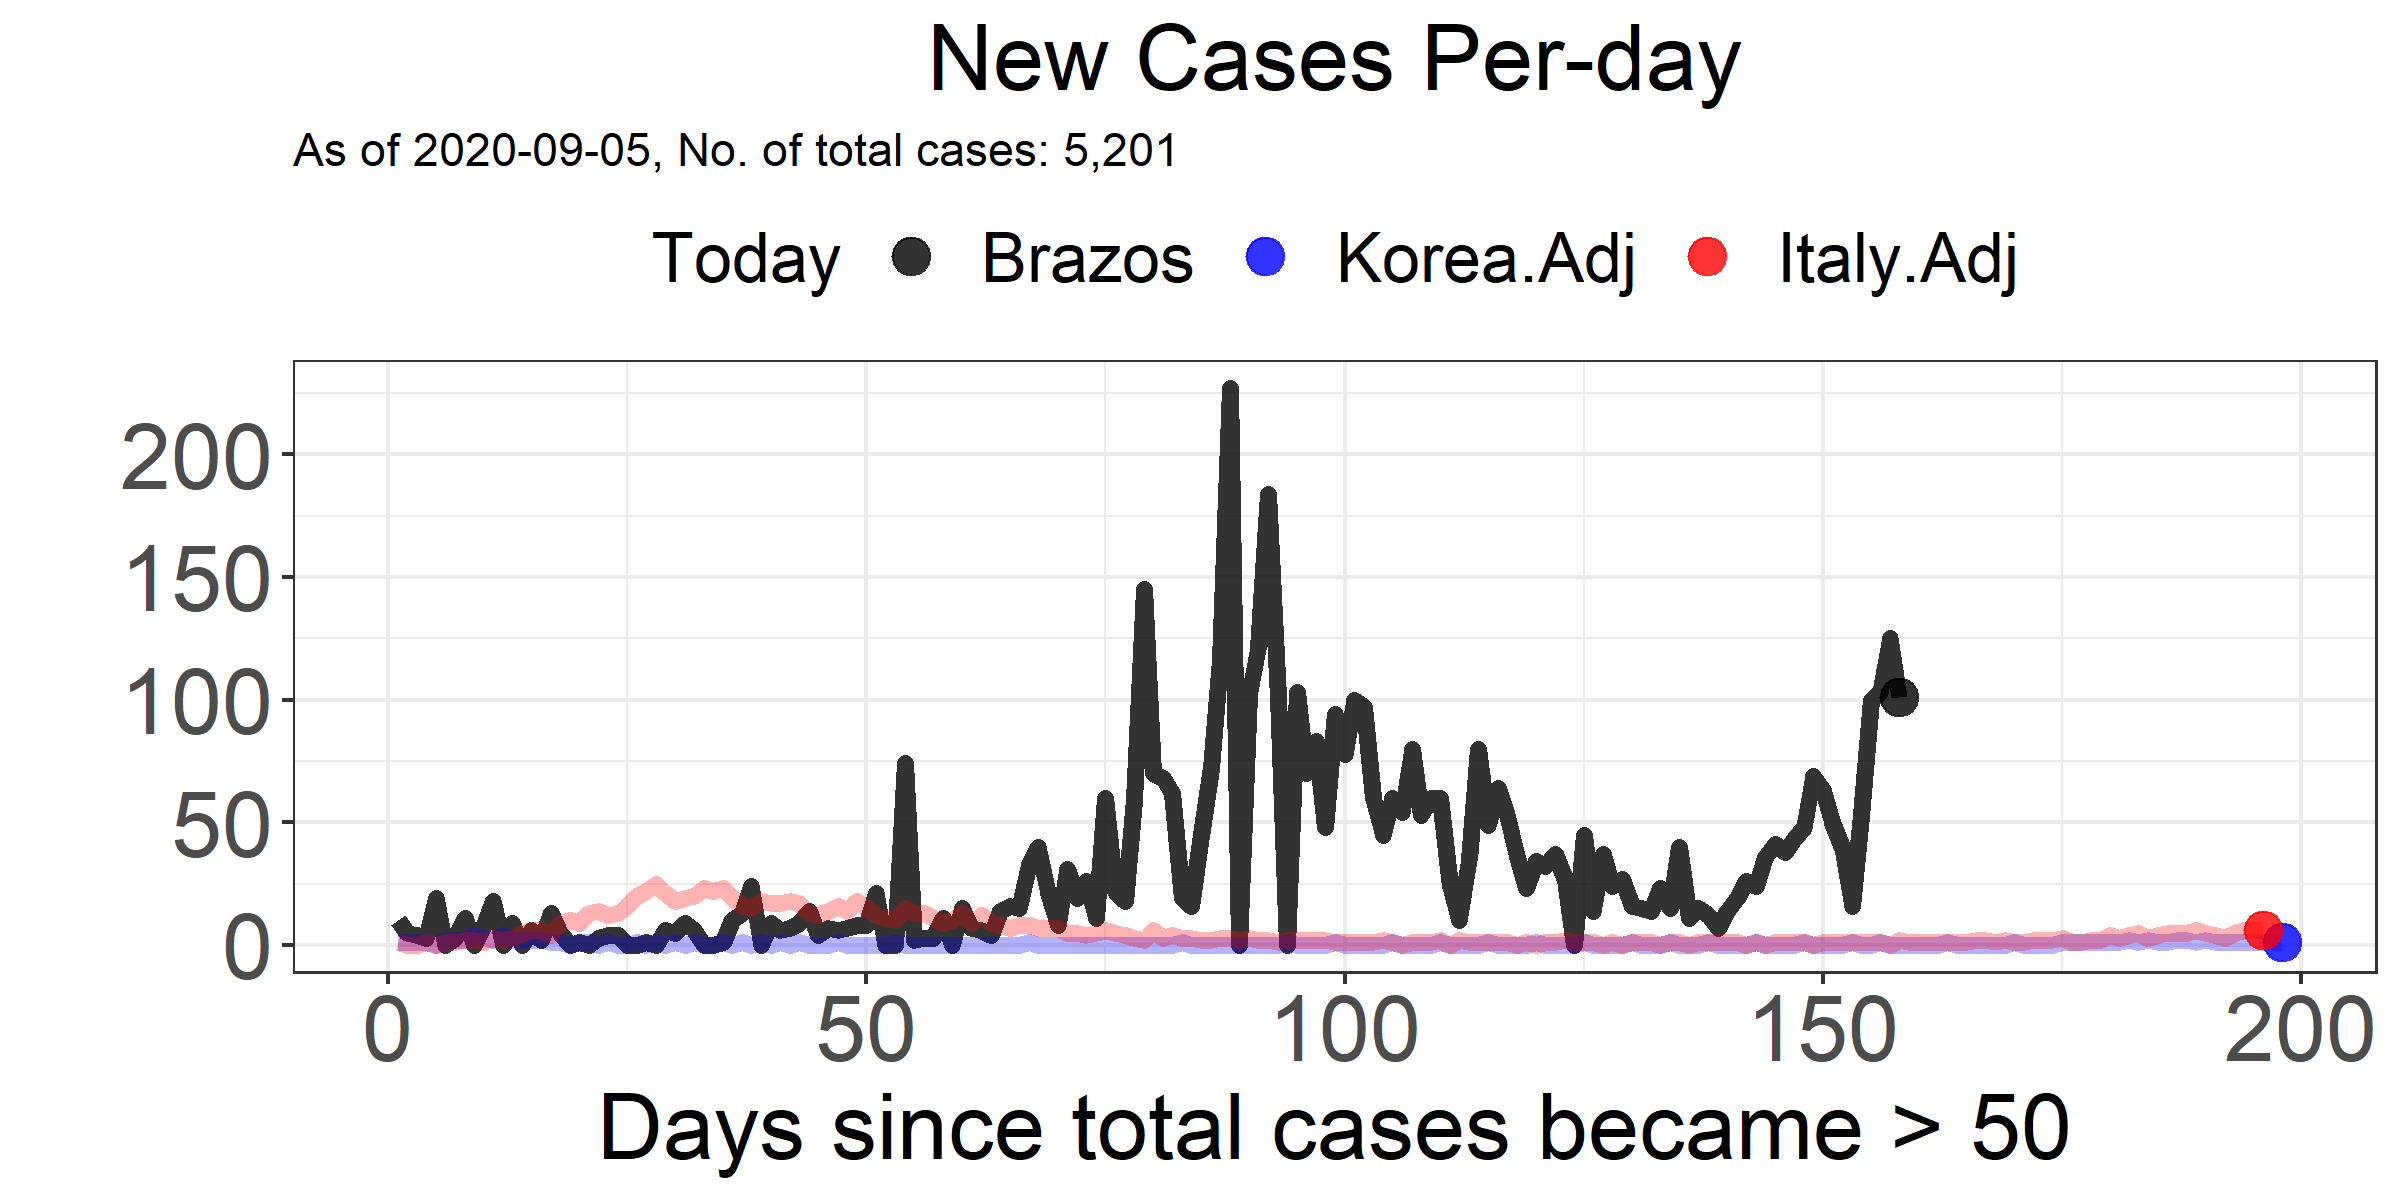 New Cases Per-day
As of 2020-09-05, No. of total cases: 5,201
Today Brazos Korea.Adj Italy.Adj
200
150
100
50
0
0 50 100 150 200
Days since total cases became > 50